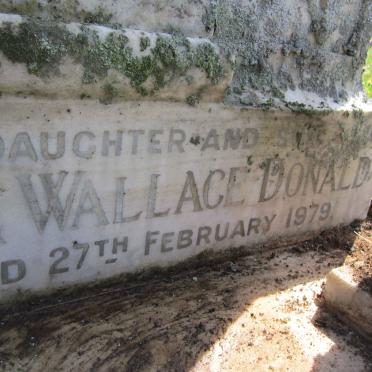 DAUGHTER AND
WALLACE DONALD
27TH FEBRUARY 1979.